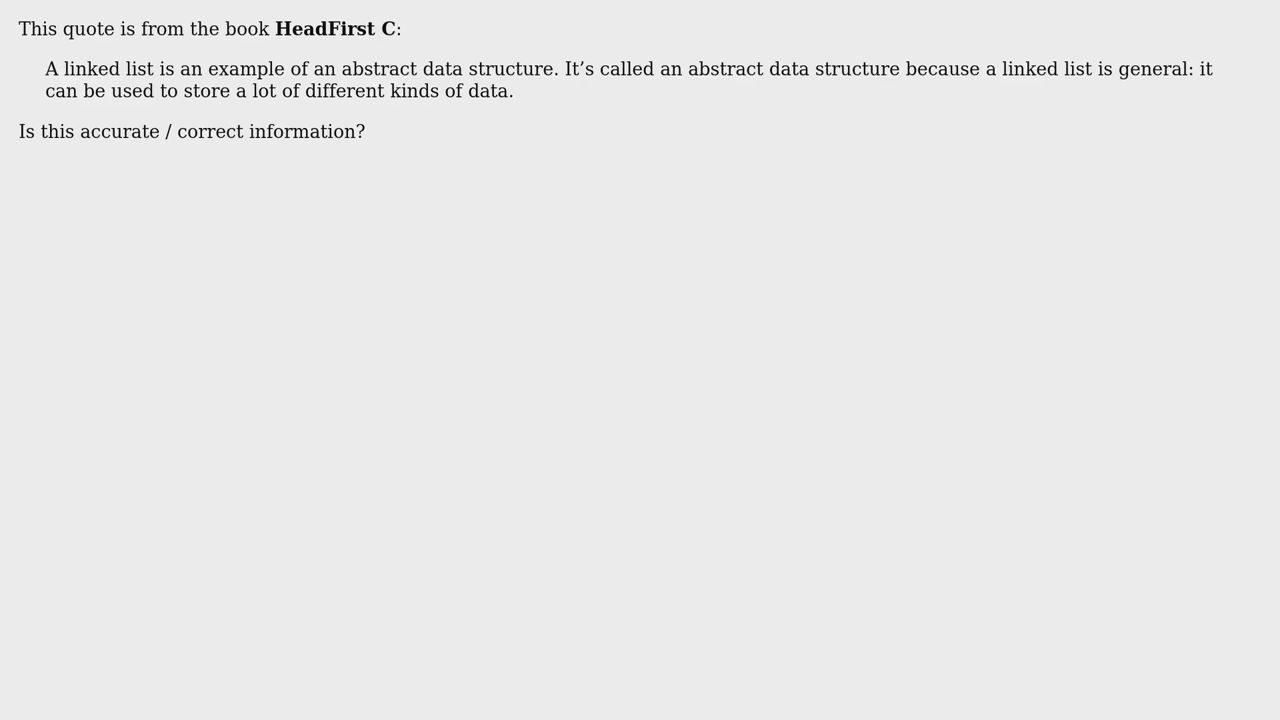 This quote is from the book HeadFirst C:
A linked list is an example of an abstract data structure. It’s called an abstract data structure because a linked list is general: it
can be used to store a lot of different kinds of data.
Is this accurate / correct information?